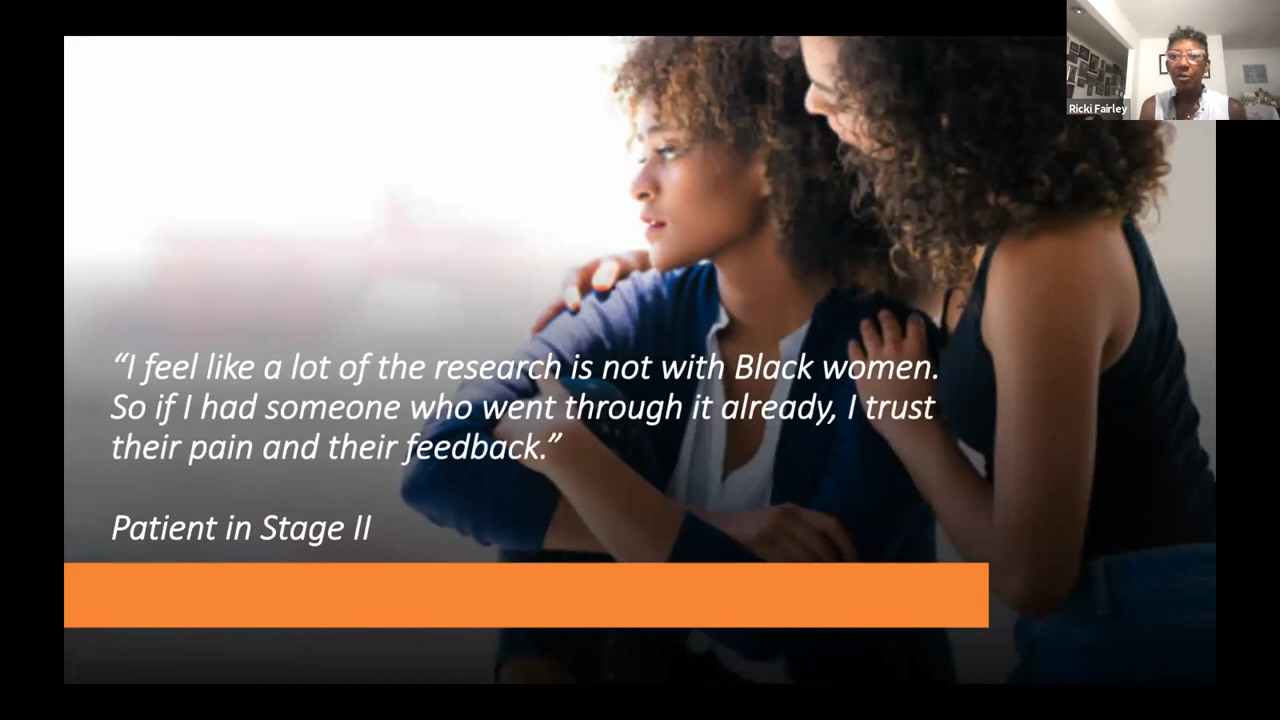 Ricki Fairley
“I feel like a lot of the research is not with Black women.
So if I had someone who went through it already, I trust
their pain and their feedback.”
Patient in Stage II